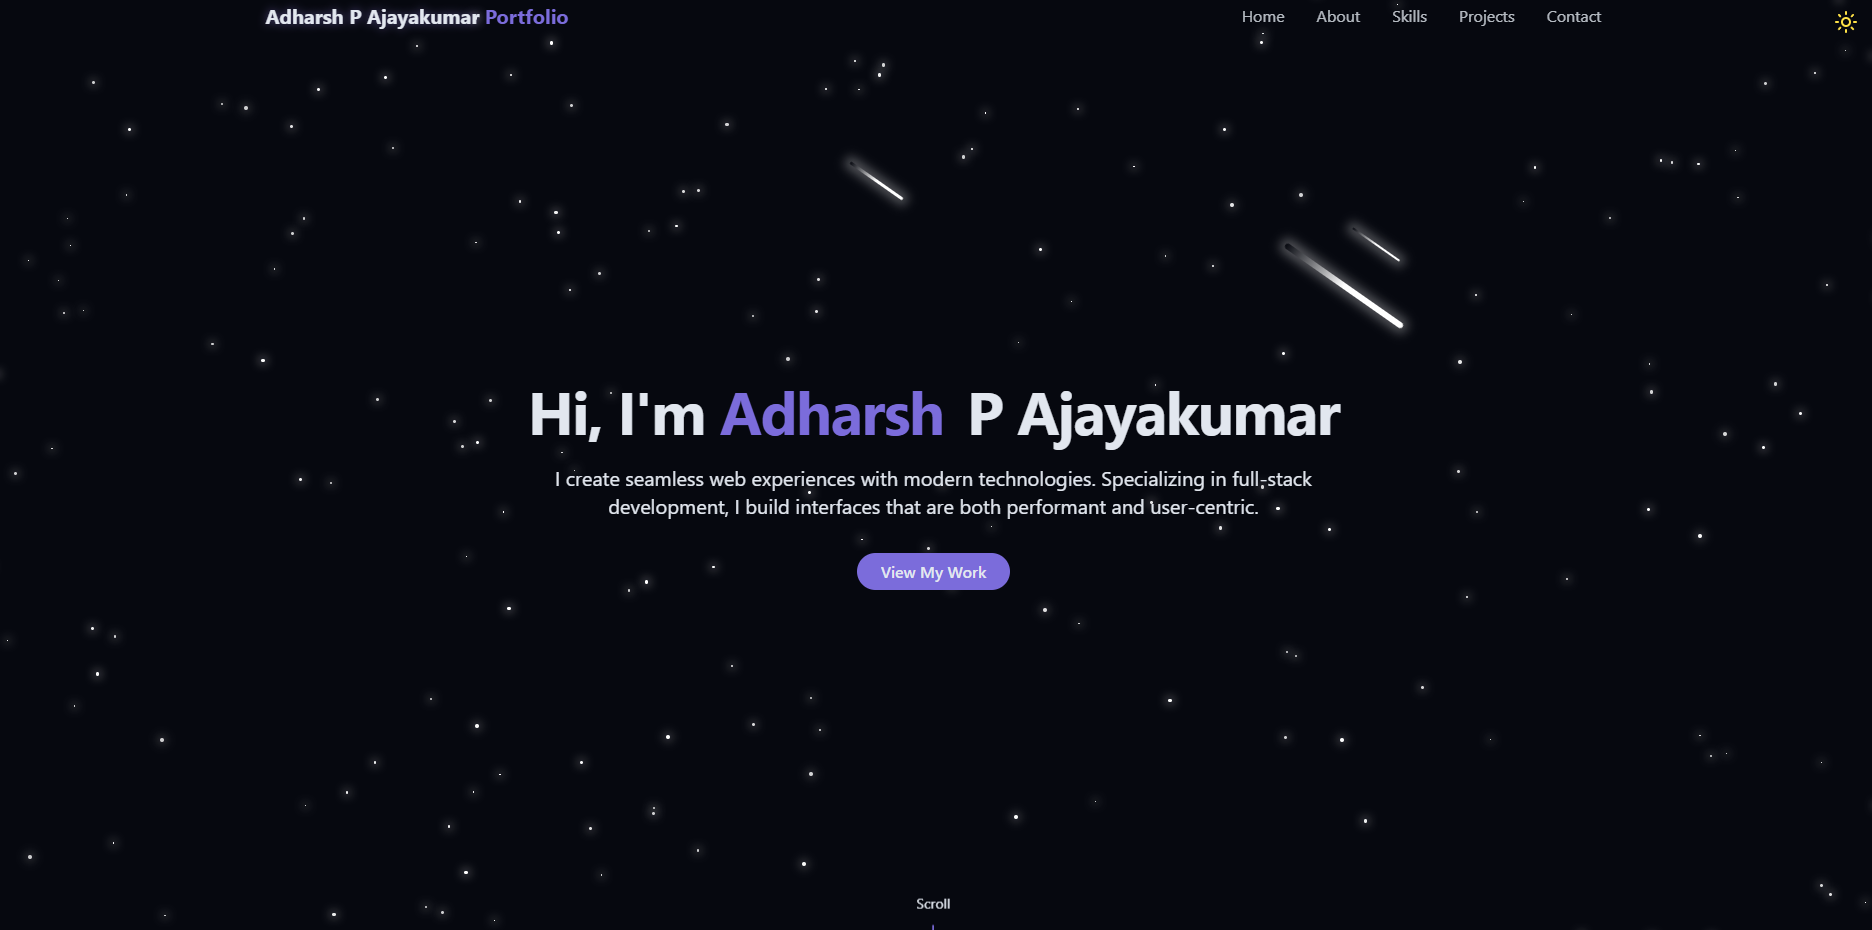 Adharsh P Ajayakumar Portfolio
Home About Skills Projects Contact
Hi, I'm Adharsh P Ajayakumar
I create seamless web experiences with modern technologies. Specializing in full-stack
development, I build interfaces that are both performant and user-centric.
View My Work
Scroll